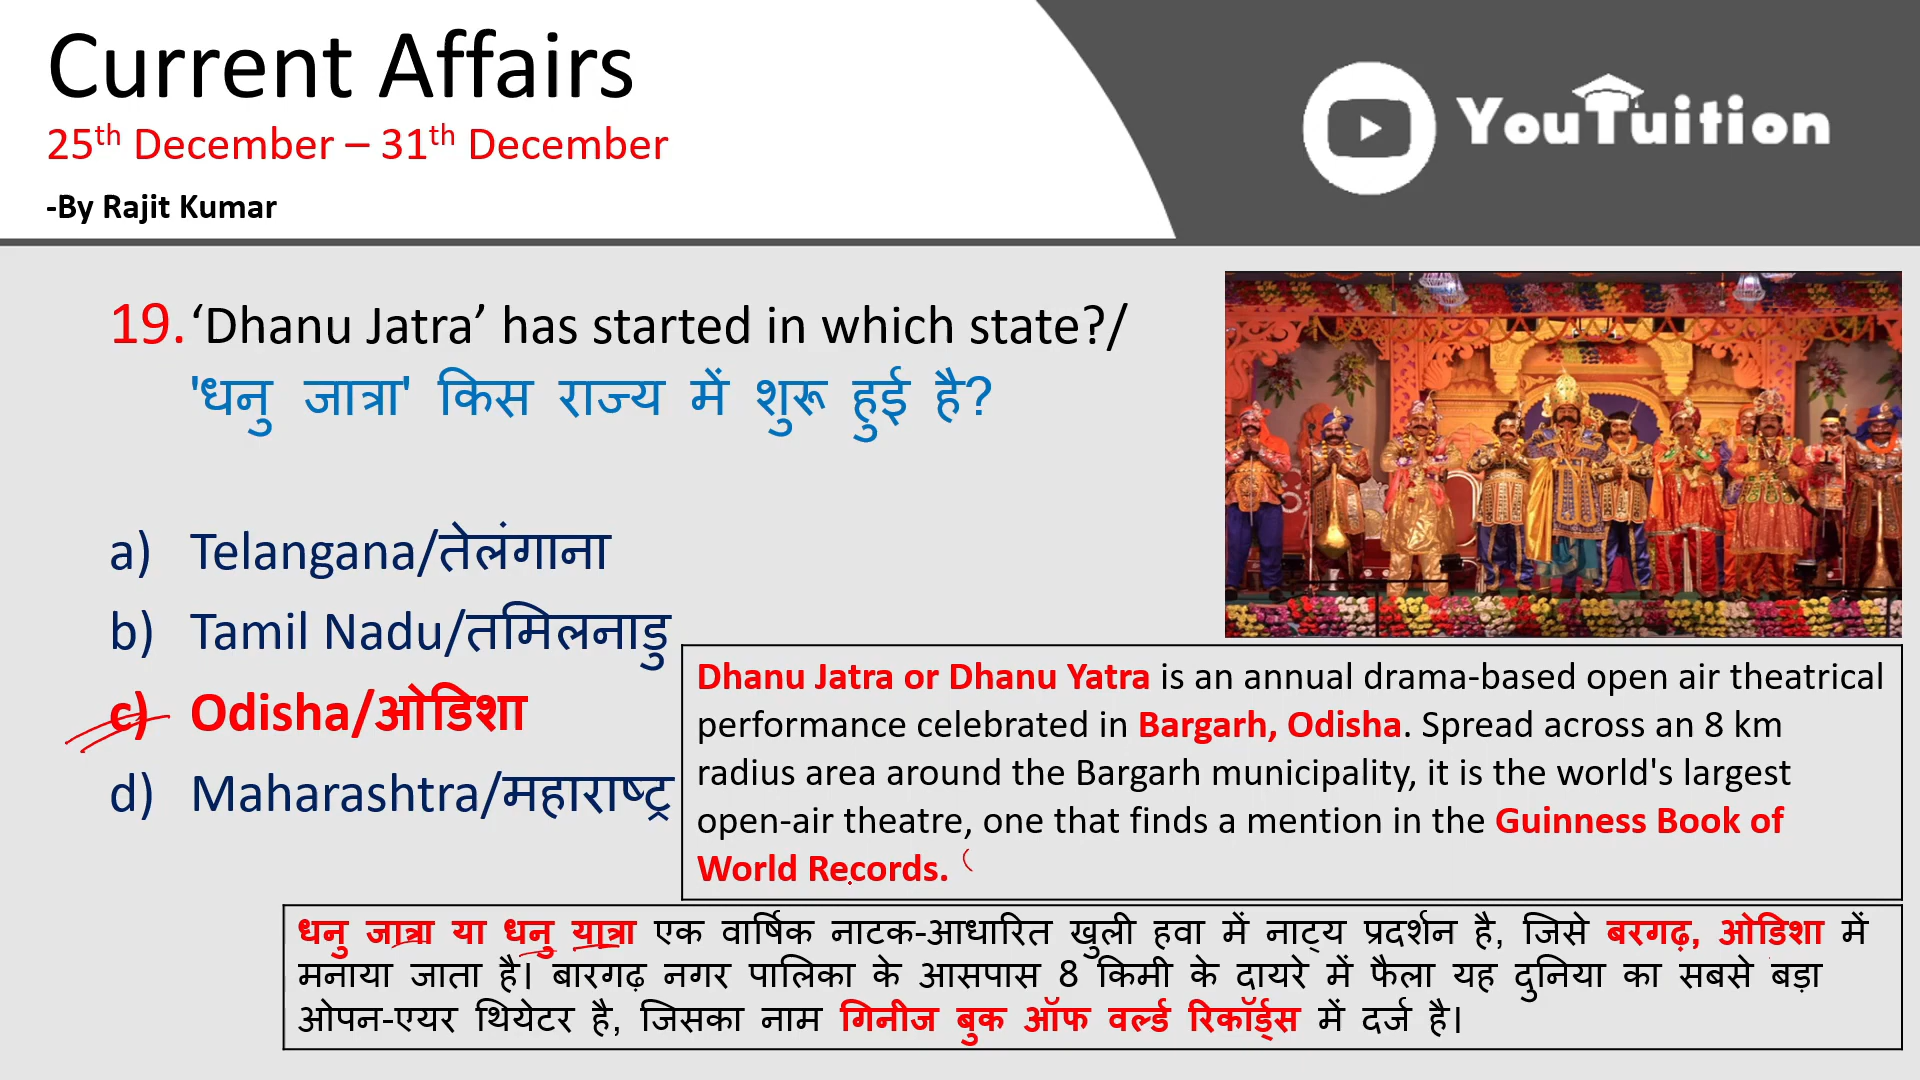 Current Affairs
25th December – 31th December
-By Rajit Kumar
YouTuition
19. ‘Dhanu Jatra’ has started in which state?/
'धनु जात्रा' किस राज्य में शुरू हुई है?
a) Telangana/तेलंगाना
b) Tamil Nadu/तमिलनाडु
c) Odisha/ओडिशा
d) Maharashtra/महाराष्ट्र
Dhanu Jatra or Dhanu Yatra is an annual drama-based open air theatrical
performance celebrated in Bargarh, Odisha. Spread across an 8 km
radius area around the Bargarh municipality, it is the world's largest
open-air theatre, one that finds a mention in the Guinness Book of
World Records.
धनु जात्रा या धनु यात्रा एक वार्षिक नाटक-आधारित खुली हवा में नाट्य प्रदर्शन है, जिसे बरगढ़, ओडिशा में
मनाया जाता है। बारगढ़ नगर पालिका के आसपास 8 किमी के दायरे में फैला यह दुनिया का सबसे बड़ा
ओपन-एयर थियेटर है, जिसका नाम गिनीज बुक ऑफ वर्ल्ड रिकॉर्ड्स में दर्ज है।